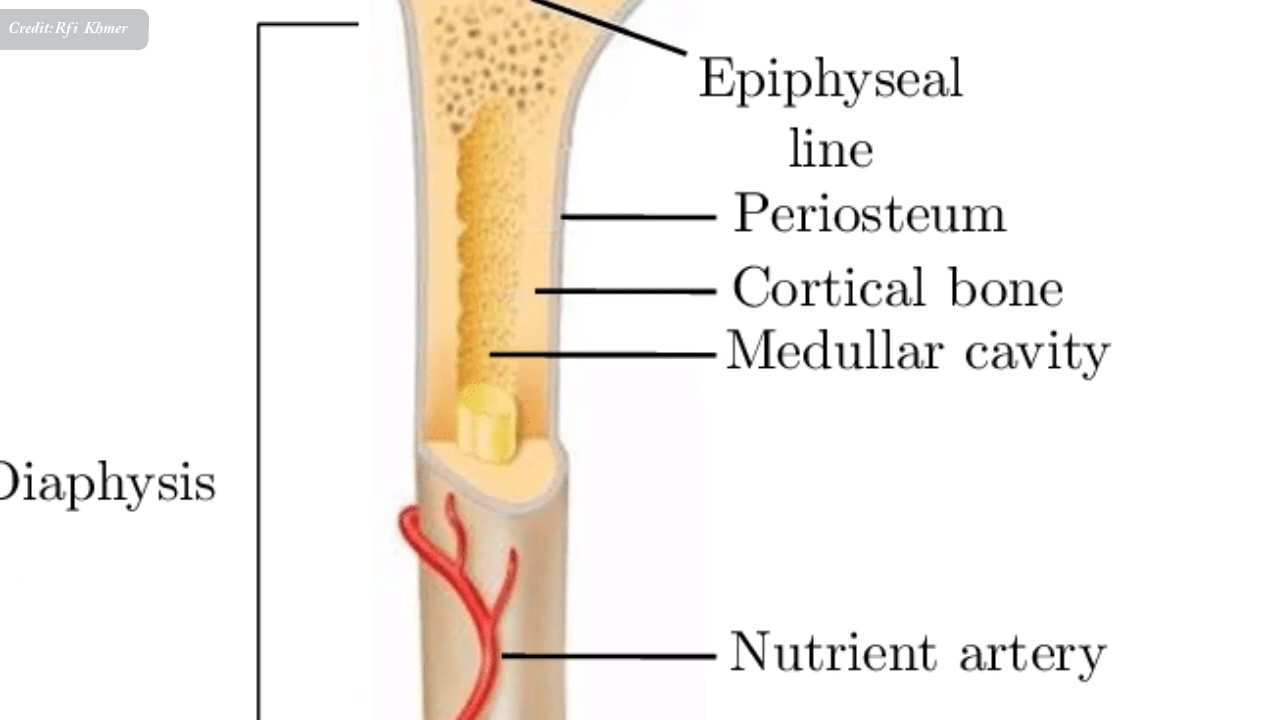 Credit:Rfi Khmer
Epiphyseal
line
Periosteum
Cortical bone
Medullar cavity
Diaphysis
Nutrient artery